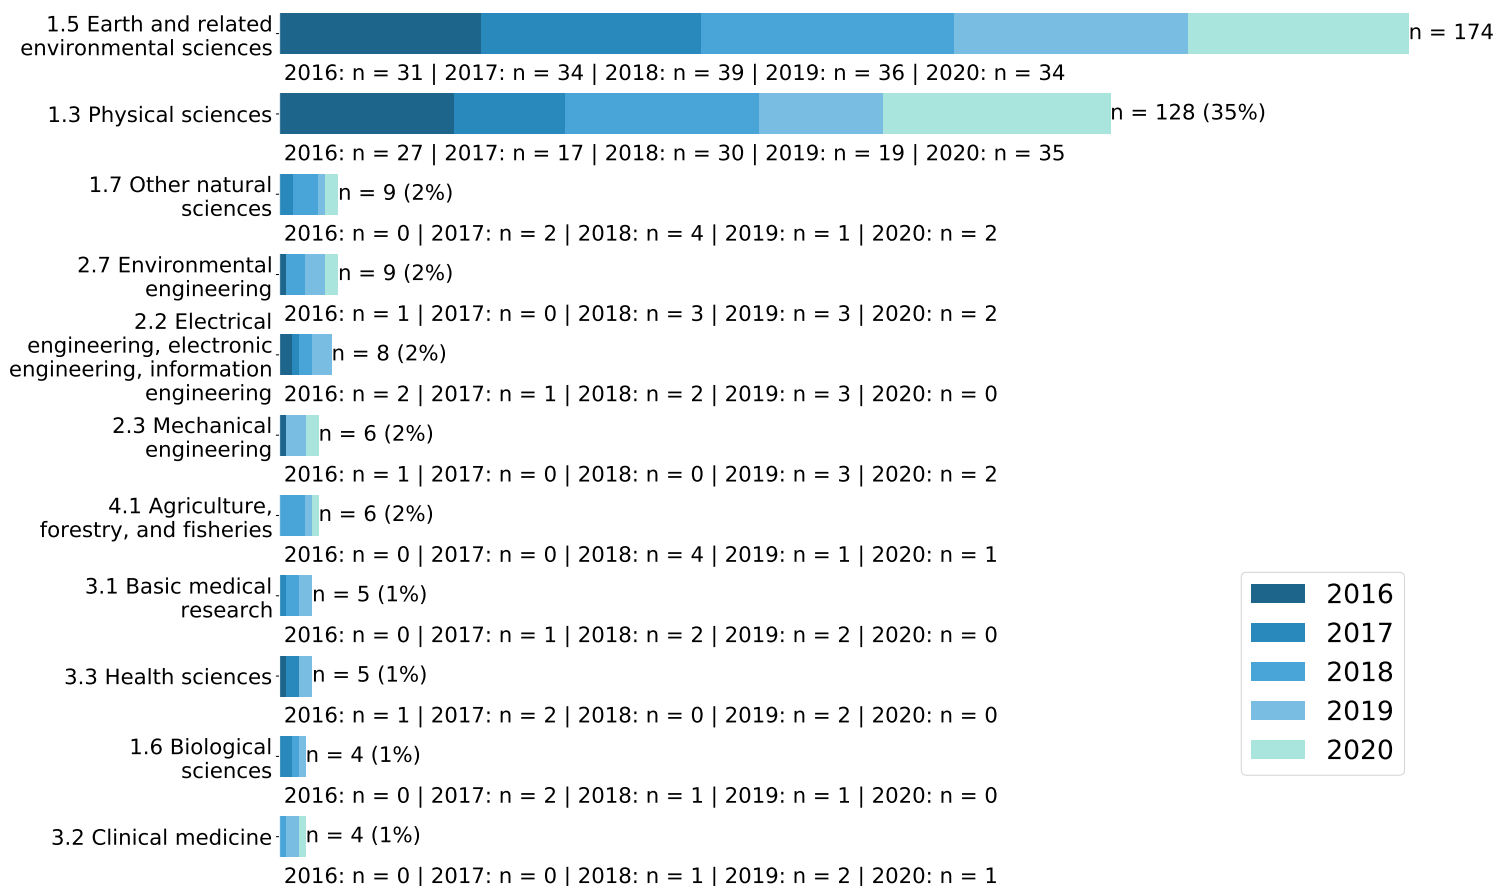 1.5 Earth and related
environmental sciences
n = 174
2016: n = 31 | 2017: n = 34 | 2018: n = 39 | 2019: n = 36 | 2020: n = 34
1.3 Physical sciences
n = 128 (35%)
2016: n = 27 | 2017: n = 17 | 2018: n = 30 | 2019: n = 19 | 2020: n = 35
1.7 Other natural
sciences
n = 9 (2%)
2016: n = 0 | 2017: n = 2 | 2018: n = 4 | 2019: n = 1 | 2020: n = 2
2.7 Environmental
engineering
n = 9 (2%)
2016: n = 1 | 2017: n = 0 | 2018: n = 3 | 2019: n = 3 | 2020: n = 2
2.2 Electrical
engineering, electronic
engineering, information
engineering
n = 8 (2%)
2016: n = 2 | 2017: n = 1 | 2018: n = 2 | 2019: n = 3 | 2020: n = 0
2.3 Mechanical
engineering
n = 6 (2%)
2016: n = 1 | 2017: n = 0 | 2018: n = 0 | 2019: n = 3 | 2020: n = 2
4.1 Agriculture,
forestry, and fisheries
n = 6 (2%)
2016: n = 0 | 2017: n = 0 | 2018: n = 4 | 2019: n = 1 | 2020: n = 1
3.1 Basic medical
research
n = 5 (1%)
2016: n = 0 | 2017: n = 1 | 2018: n = 2 | 2019: n = 2 | 2020: n = 0
3.3 Health sciences
n = 5 (1%)
2016: n = 1 | 2017: n = 2 | 2018: n = 0 | 2019: n = 2 | 2020: n = 0
1.6 Biological
sciences
n = 4 (1%)
2016: n = 0 | 2017: n = 2 | 2018: n = 1 | 2019: n = 1 | 2020: n = 0
3.2 Clinical medicine
n = 4 (1%)
2016: n = 0 | 2017: n = 0 | 2018: n = 1 | 2019: n = 2 | 2020: n = 1
2016
2017
2018
2019
2020